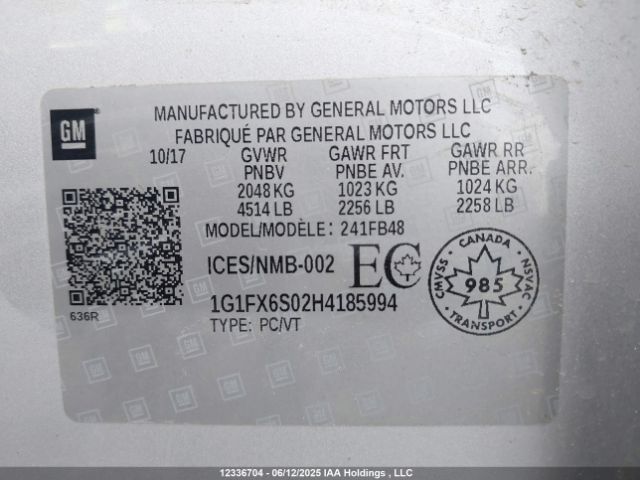 GM
MANUFACTURED BY GENERAL MOTORS LLC
FABRIQUÉ PAR GENERAL MOTORS LLC
10/17 GVWR GAWR FRT GAWR RR
PNBV PNBE AV. PNBE ARR.
2048 KG 1023 KG 1024 KG
4514 LB 2256 LB 2258 LB
MODEL/MODÈLE: 241FB48
ICES/NMB-002 EC
CANADA
CMVSS NSVAC
985
TRANSPORT
1G1FX6S02H4185994
TYPE: PC/VT
636R
12336704 - 06/12/2025 IAA Holdings , LLC